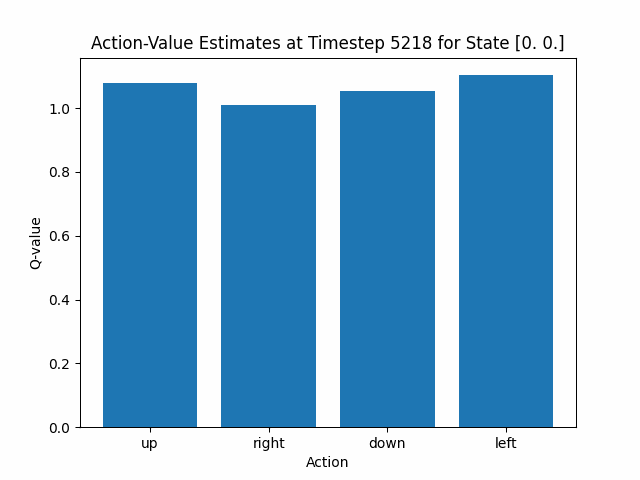 Action-Value Estimates at Timestep 5218 for State [0. 0.]
1.0
0.8
0.6
0.4
0.2
0.0
Q-value
up right down left
Action